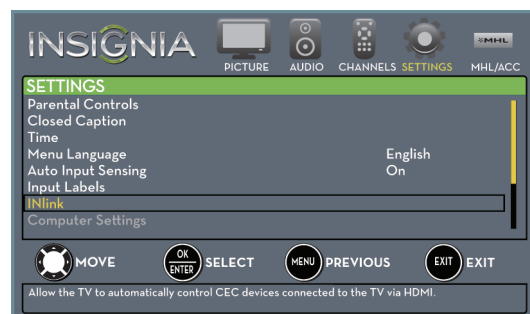 INSIGNIA
PICTURE AUDIO CHANNELS SETTINGS MHL MHL/ACC
SETTINGS
Parental Controls
Closed Caption
Time
Menu Language English
Auto Input Sensing On
Input Labels
INlink
Computer Settings
MOVE OK ENTER SELECT MENU PREVIOUS EXIT EXIT
Allow the TV to automatically control CEC devices connected to the TV via HDMI.